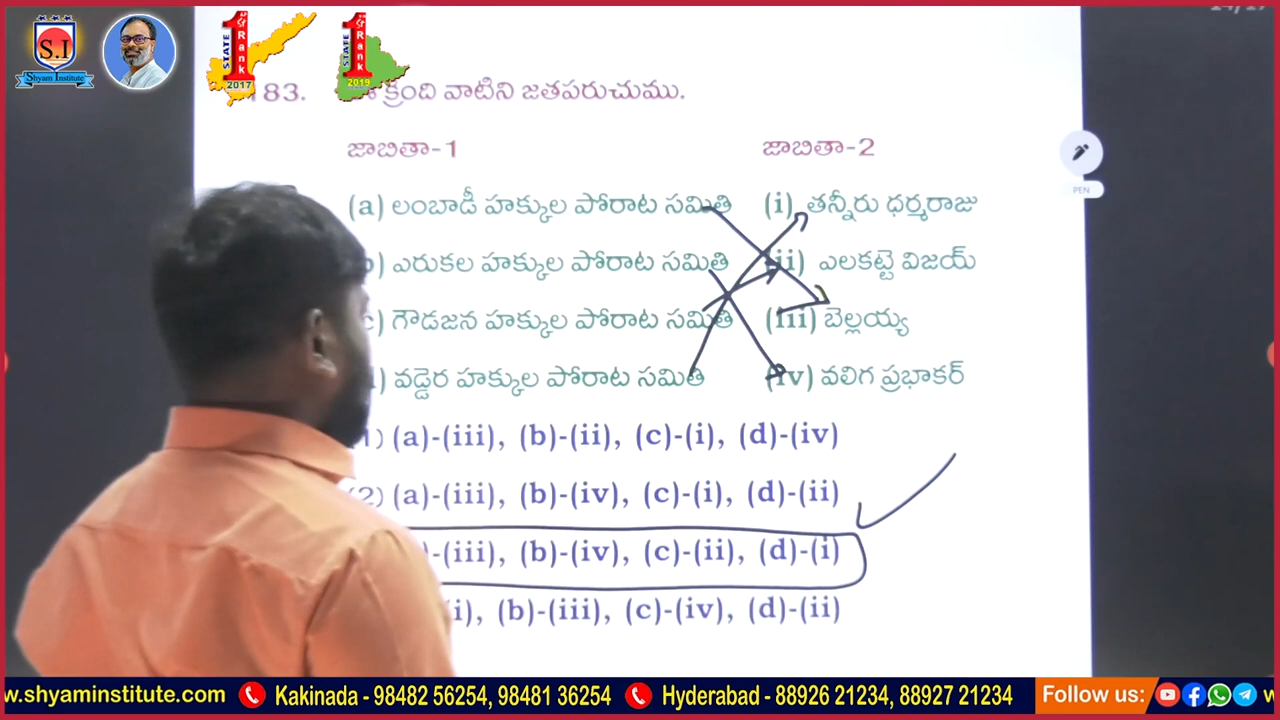 S.I
Shyam Institute
STATE 1 Rank
2017
STATE 1 Rank
2019
183. క్రింది వాటిని జతపరుచుము.
జాబితా-1 జాబితా-2
(a) లంబాడీ హక్కుల పోరాట సమితి (i) తన్నీరు ధర్మరాజు
ఎరుకల హక్కుల పోరాట సమితి (ii) ఎలకట్టె విజయ్
గౌడజన హక్కుల పోరాట సమితి (iii) బెల్లయ్య
వడ్డెర హక్కుల పోరాట సమితి (iv) వలిగ ప్రభాకర్
(a)-(iii), (b)-(ii), (c)-(i), (d)-(iv)
(2) (a)-(iii), (b)-(iv), (c)-(i), (d)-(ii)
-(iii), (b)-(iv), (c)-(ii), (d)-(i)
(b)-(iii), (c)-(iv), (d)-(ii)
PEN
w.shyaminstitute.com Kakinada - 98482 56254, 98481 36254 Hyderabad - 88926 21234, 88927 21234 Follow us: